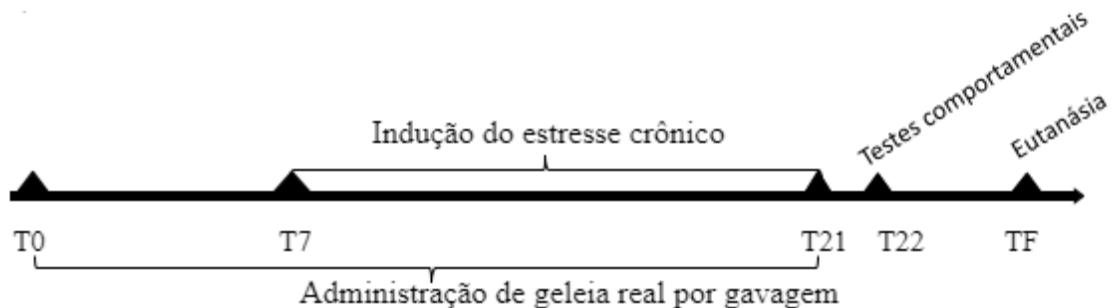 Testes comportamentais
Eutanásia
Indução do estresse crônico
T0 T7 T21 T22 TF
Administração de geleia real por gavagem